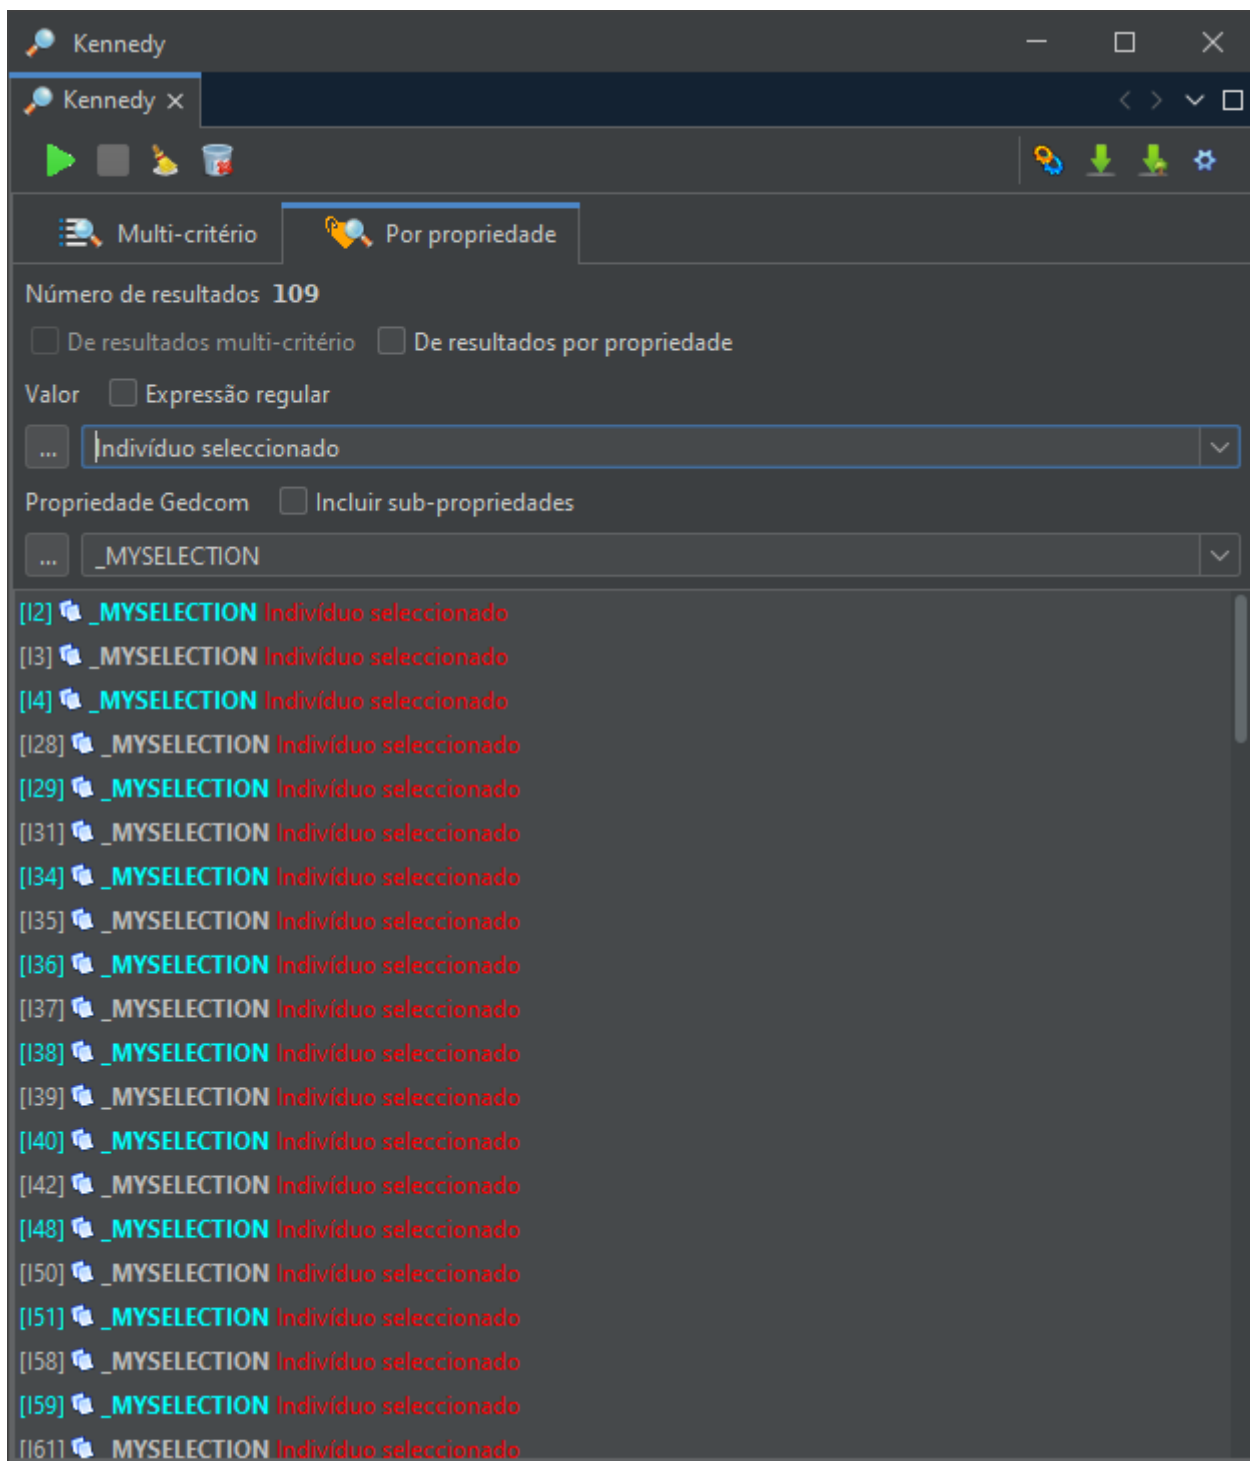 Kennedy
Kennedy
Multi-critério Por propriedade
Número de resultados 109
De resultados multi-critério De resultados por propriedade
Valor Expressão regular
... Indivíduo seleccionado
Propriedade Gedcom Incluir sub-propriedades
... _MYSELECTION
[I2] _MYSELECTION Indivíduo seleccionado
[I3] _MYSELECTION Indivíduo seleccionado
[I4] _MYSELECTION Indivíduo seleccionado
[I28] _MYSELECTION Indivíduo seleccionado
[I29] _MYSELECTION Indivíduo seleccionado
[I31] _MYSELECTION Indivíduo seleccionado
[I34] _MYSELECTION Indivíduo seleccionado
[I35] _MYSELECTION Indivíduo seleccionado
[I36] _MYSELECTION Indivíduo seleccionado
[I37] _MYSELECTION Indivíduo seleccionado
[I38] _MYSELECTION Indivíduo seleccionado
[I39] _MYSELECTION Indivíduo seleccionado
[I40] _MYSELECTION Indivíduo seleccionado
[I42] _MYSELECTION Indivíduo seleccionado
[I48] _MYSELECTION Indivíduo seleccionado
[I50] _MYSELECTION Indivíduo seleccionado
[I51] _MYSELECTION Indivíduo seleccionado
[I58] _MYSELECTION Indivíduo seleccionado
[I59] _MYSELECTION Indivíduo seleccionado
[I61] _MYSELECTION Indivíduo seleccionado